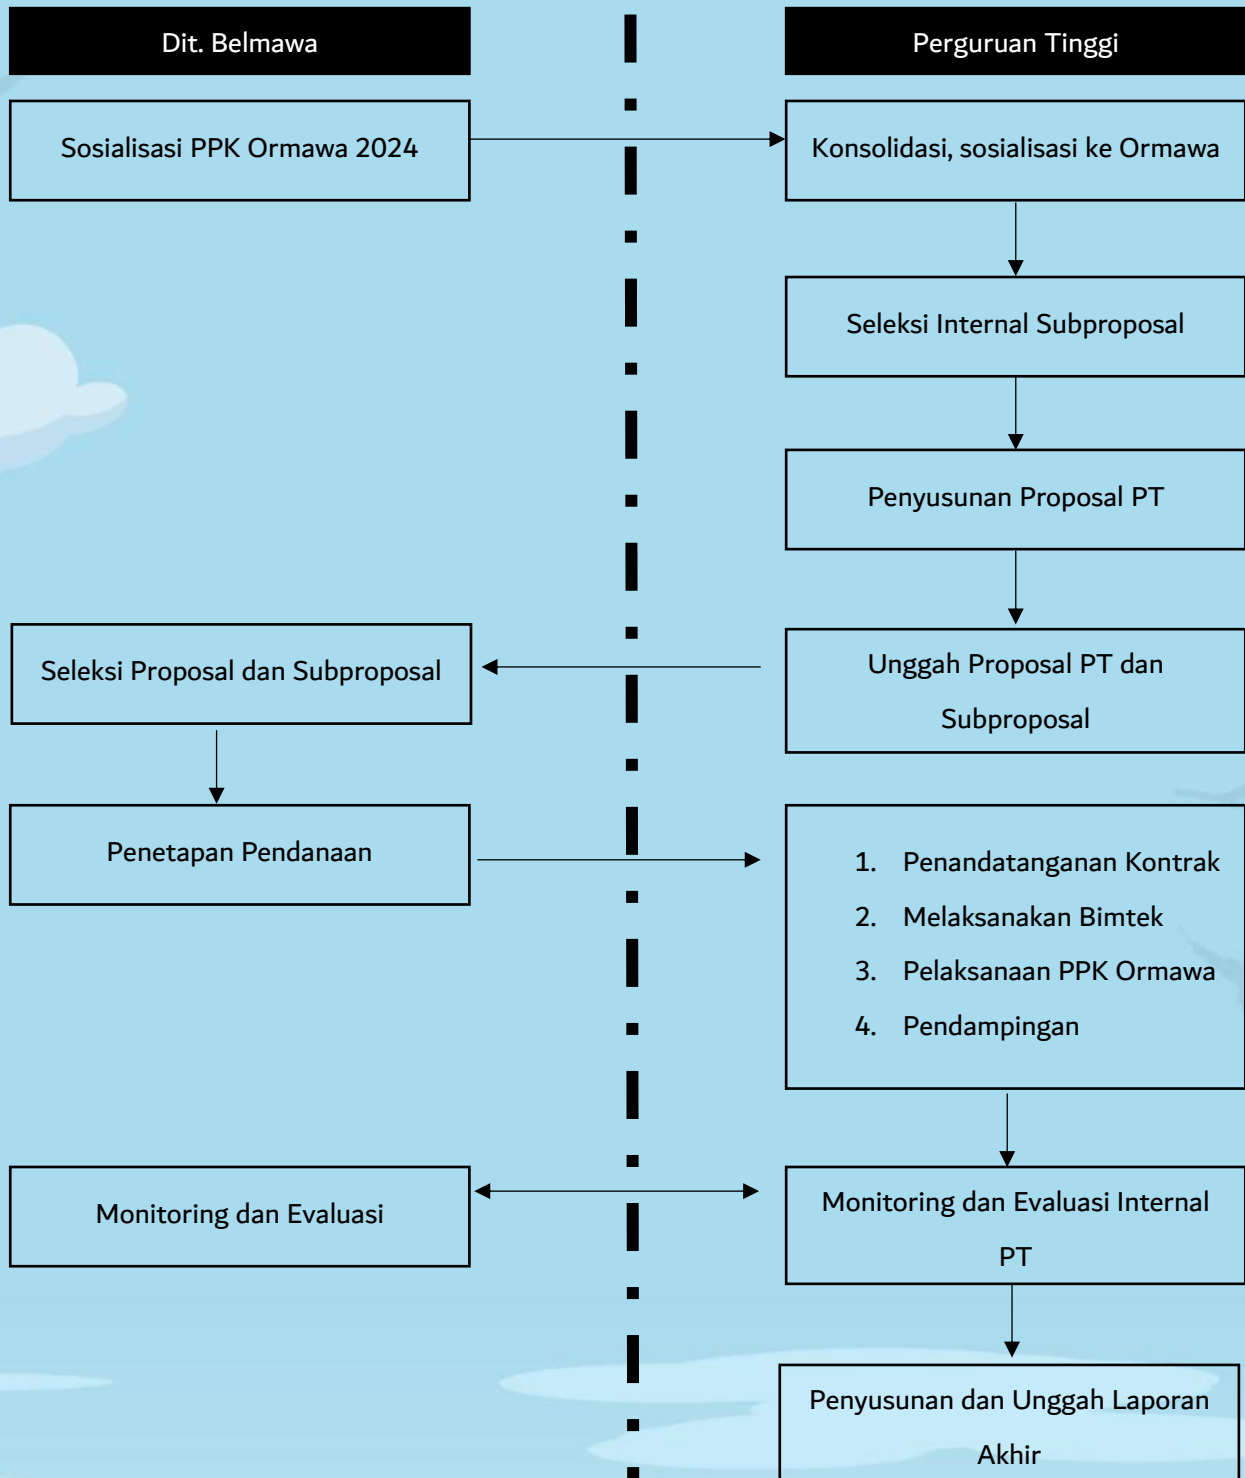 Dit. Belmawa
Perguruan Tinggi
Sosialisasi PPK Ormawa 2024
Konsolidasi, sosialisasi ke Ormawa
Seleksi Internal Subproposal
Penyusunan Proposal PT
Seleksi Proposal dan Subproposal
Unggah Proposal PT dan
Subproposal
Penetapan Pendanaan
1. Penandatanganan Kontrak
2. Melaksanakan Bimtek
3. Pelaksanaan PPK Ormawa
4. Pendampingan
Monitoring dan Evaluasi
Monitoring dan Evaluasi Internal
PT
Penyusunan dan Unggah Laporan
Akhir